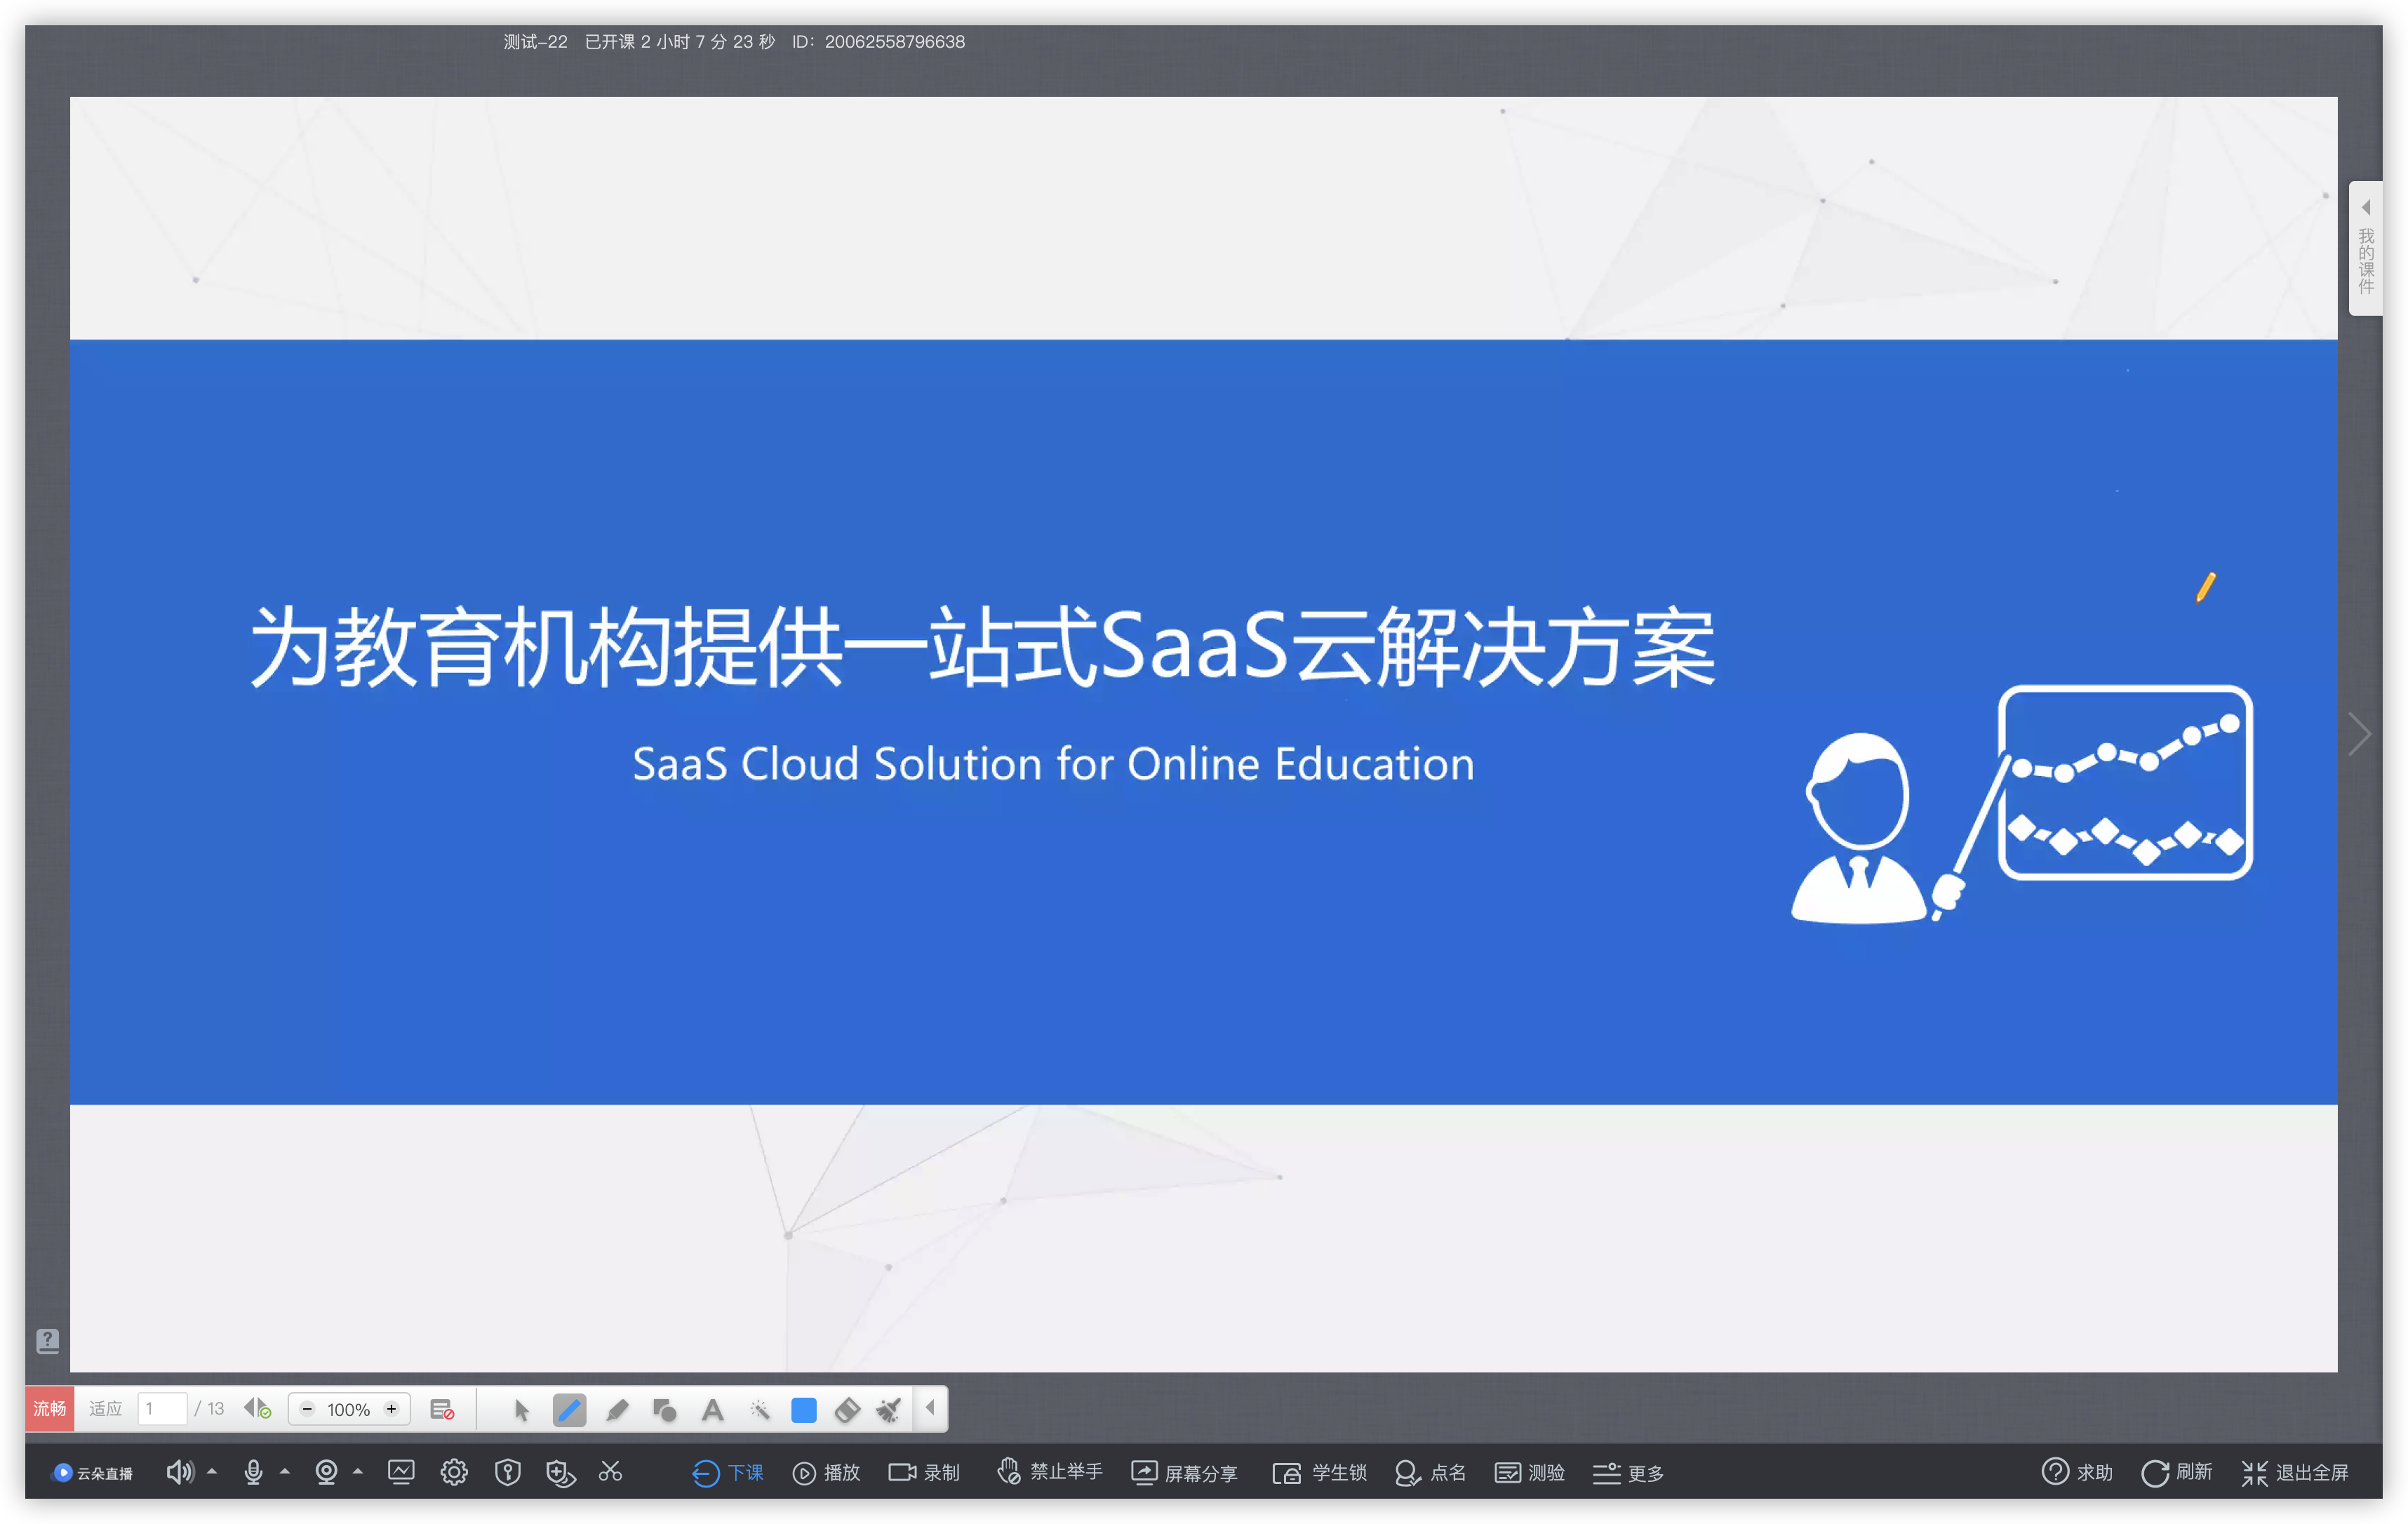 测试-22 已开课 2 小时 7 分 23 秒 ID: 20062558796638
我的课件
为教育机构提供一站式SaaS云解决方案
SaaS Cloud Solution for Online Education
?
流畅 适应 1 / 13 − 100% + A
云朵直播 下课 播放 录制 禁止举手 屏幕分享 学生锁 点名 测验 更多 ? 求助 刷新 退出全屏